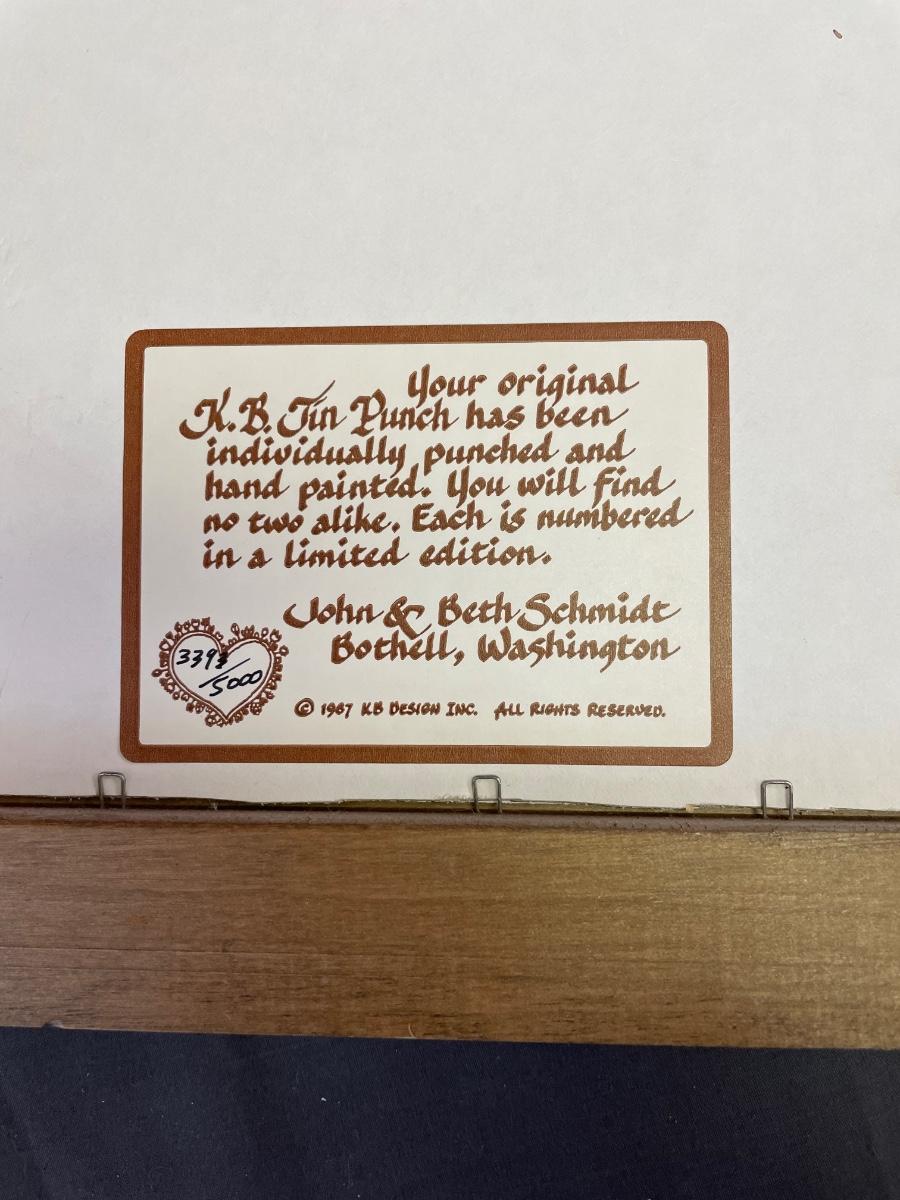 Your original
K.B. Tin Punch has been
individually punched and
hand painted. You will find
no two alike. Each is numbered
in a limited edition.
John & Beth Schmidt
Bothell, Washington
/5000
© 1987 KB Design Inc. All Rights Reserved.